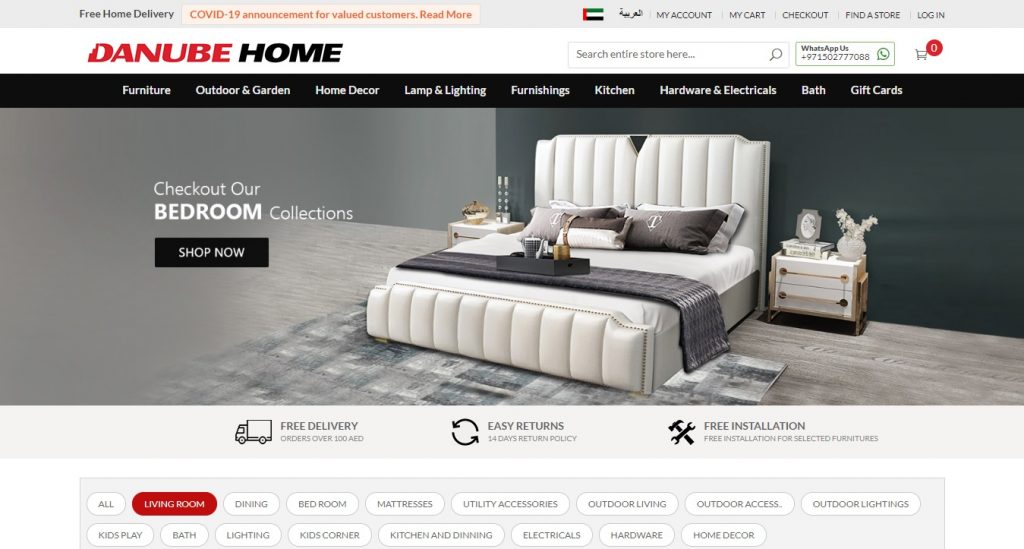 Free Home Delivery COVID-19 announcement for valued customers. Read More العربية MY ACCOUNT MY CART CHECKOUT FIND A STORE LOG IN
DANUBE HOME
Search entire store here...
WhatsApp Us
+971502777088
0
Furniture Outdoor & Garden Home Decor Lamp & Lighting Furnishings Kitchen Hardware & Electricals Bath Gift Cards
Checkout Our
BEDROOM Collections
SHOP NOW
FREE DELIVERY
ORDERS OVER 100 AED
EASY RETURNS
14 DAYS RETURN POLICY
FREE INSTALLATION
FREE INSTALLATION FOR SELECTED FURNITURES
ALL LIVING ROOM DINING BED ROOM MATTRESSES UTILITY ACCESSORIES OUTDOOR LIVING OUTDOOR ACCESS.. OUTDOOR LIGHTINGS
KIDS PLAY BATH LIGHTING KIDS CORNER KITCHEN AND DINNING ELECTRICALS HARDWARE HOME DECOR